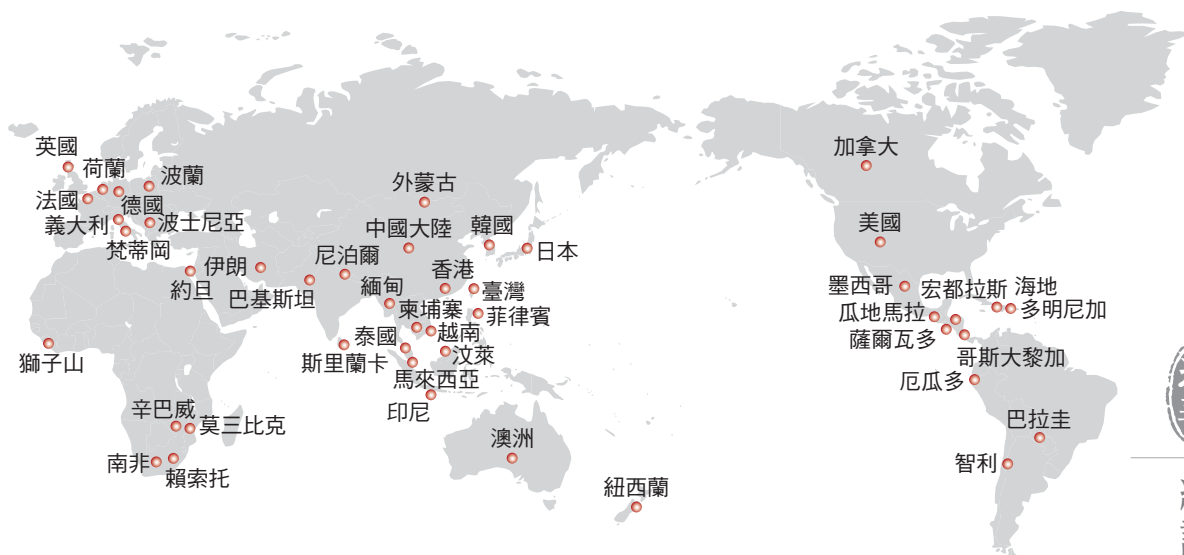 英國
荷蘭
波蘭
法國
德國
義大利
波士尼亞
梵蒂岡
外蒙古
中國大陸
韓國
日本
尼泊爾
伊朗
約旦
巴基斯坦
緬甸
香港
臺灣
柬埔寨
菲律賓
泰國
越南
斯里蘭卡
汶萊
馬來西亞
印尼
獅子山
辛巴威
莫三比克
南非
賴索托
澳洲
紐西蘭
加拿大
美國
墨西哥
宏都拉斯
海地
瓜地馬拉
多明尼加
薩爾瓦多
哥斯大黎加
厄瓜多
巴拉圭
智利